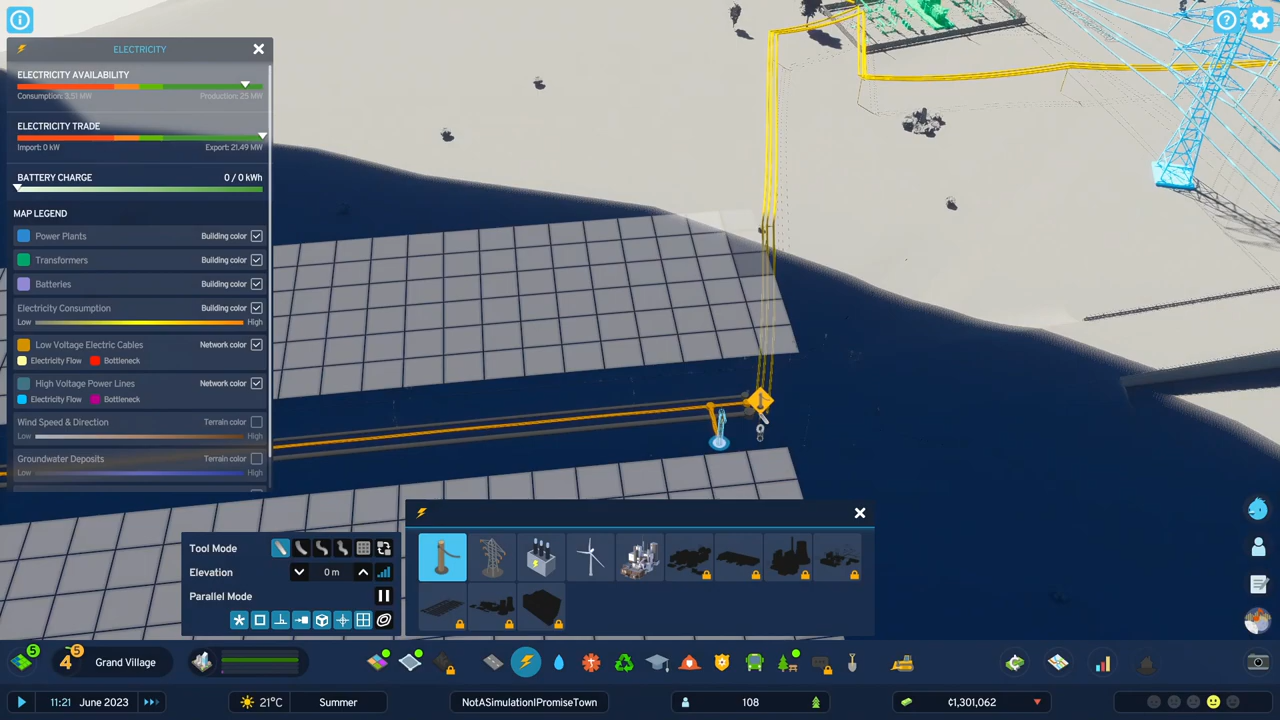 ELECTRICITY
ELECTRICITY AVAILABILITY
Consumption: 3,51 MW Production: 25 MW
ELECTRICITY TRADE
Import: 0 kW Export: 21,49 MW
BATTERY CHARGE 0 / 0 kWh
MAP LEGEND
Power Plants Building color
Transformers Building color
Batteries Building color
Electricity Consumption Building color
Low High
Low Voltage Electric Cables Network color
Electricity Flow Bottleneck
High Voltage Power Lines Network color
Electricity Flow Bottleneck
Wind Speed & Direction Terrain color
Low High
Groundwater Deposits Terrain color
Low High
Tool Mode
Elevation 0 m
Parallel Mode
5 4 5 Grand Village
11:21 June 2023 21°C Summer NotASimulationIPromiseTown 108 ¢1,301,062